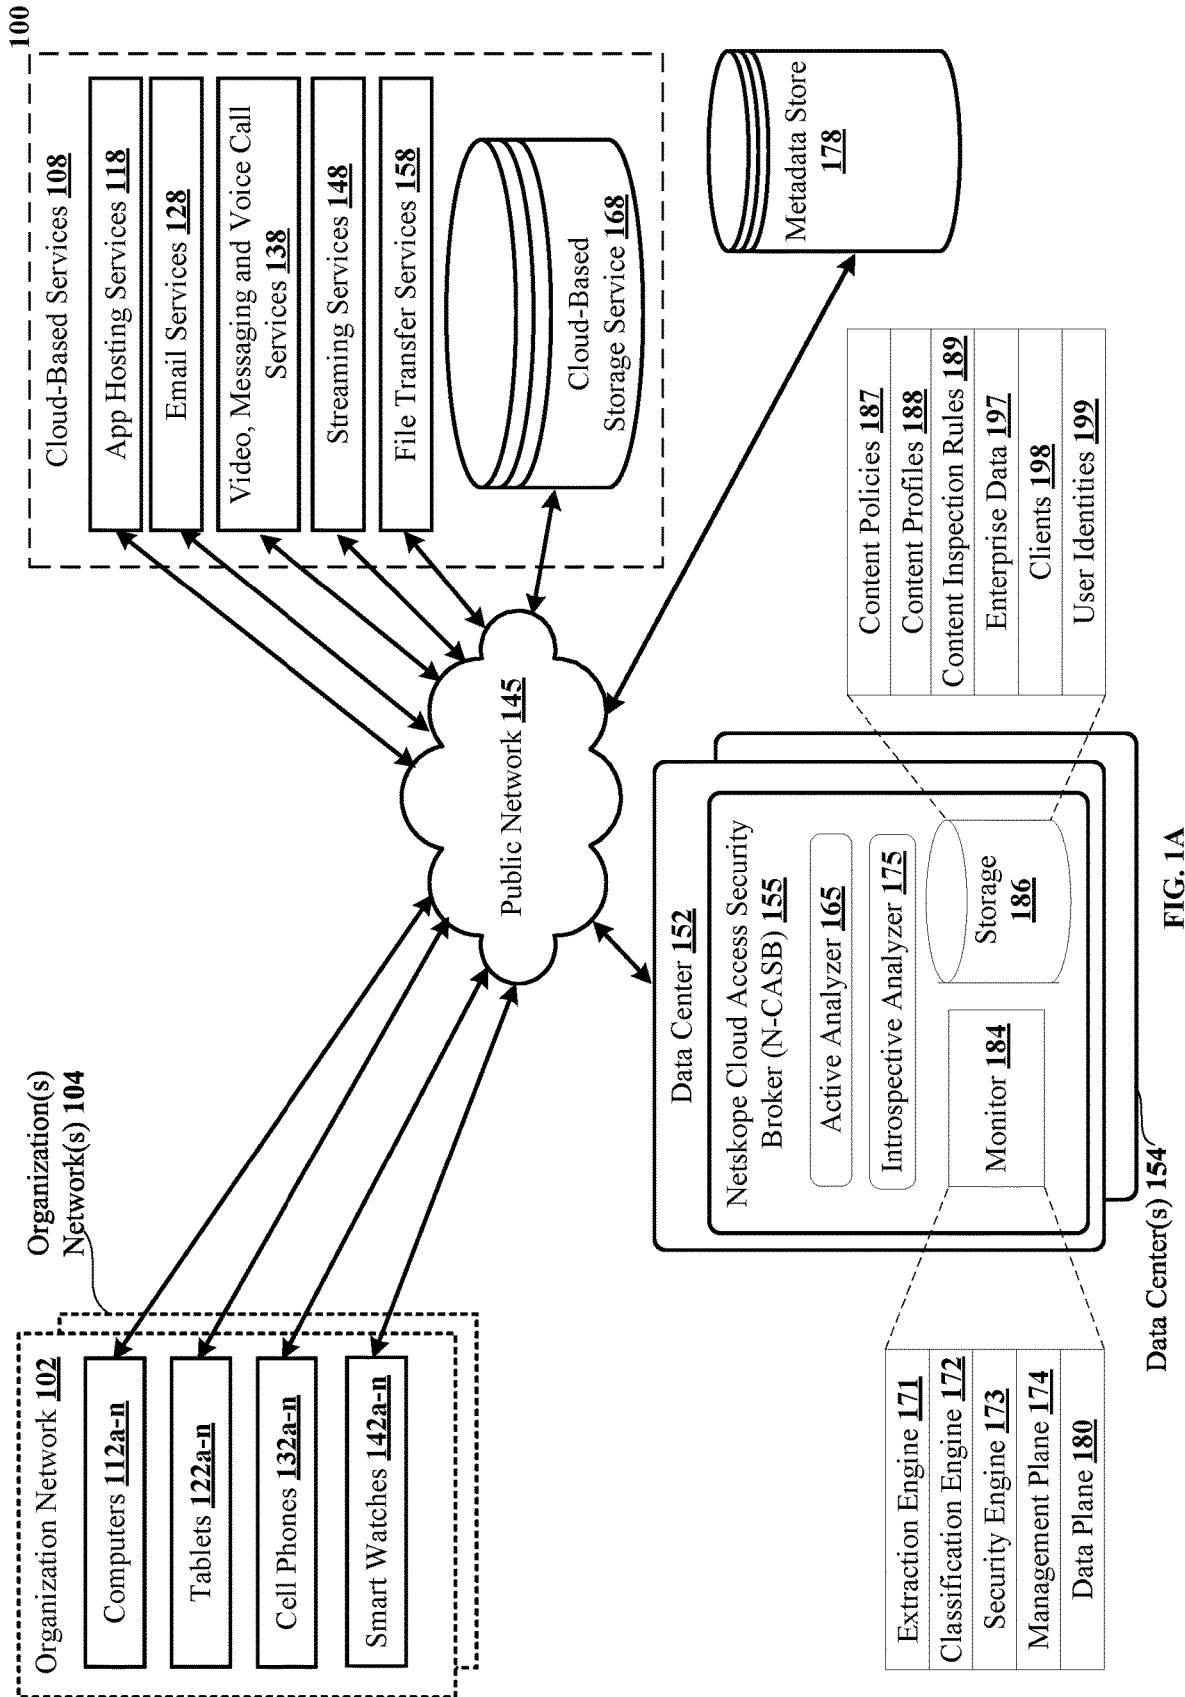 100
Organization(s)
Network(s) 104
Organization Network 102
Computers 112a-n
Tablets 122a-n
Cell Phones 132a-n
Smart Watches 142a-n
Public Network 145
Cloud-Based Services 108
App Hosting Services 118
Email Services 128
Video, Messaging and Voice Call
Services 138
Streaming Services 148
File Transfer Services 158
Cloud-Based
Storage Service 168
Metadata Store
178
Data Center 152
Netskope Cloud Access Security
Broker (N-CASB) 155
Active Analyzer 165
Introspective Analyzer 175
Monitor 184
Storage
186
Extraction Engine 171
Classification Engine 172
Security Engine 173
Management Plane 174
Data Plane 180
Content Policies 187
Content Profiles 188
Content Inspection Rules 189
Enterprise Data 197
Clients 198
User Identities 199
Data Center(s) 154
FIG. 1A